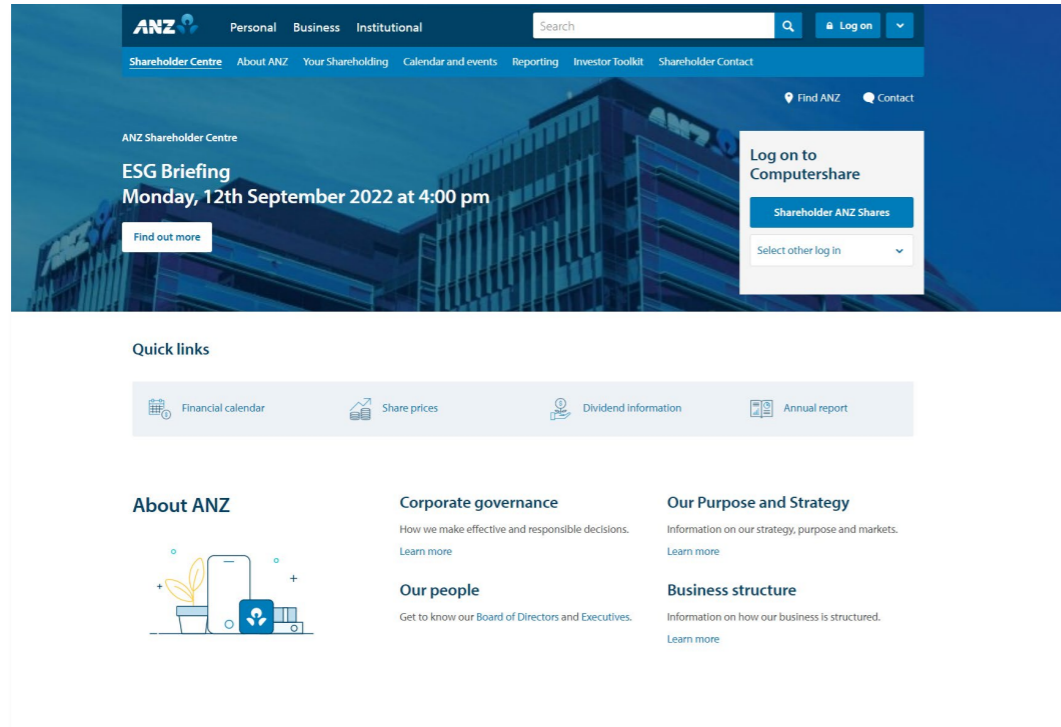 ANZ Personal Business Institutional Search Log on
Shareholder Centre About ANZ Your Shareholding Calendar and events Reporting Investor Toolkit Shareholder Contact
Find ANZ Contact
ANZ Shareholder Centre
ESG Briefing
Monday, 12th September 2022 at 4:00 pm
Find out more
ANZ
ANZ
Log on to
Computershare
Shareholder ANZ Shares
Select other log in
Quick links
Financial calendar Share prices Dividend information Annual report
About ANZ
Corporate governance
How we make effective and responsible decisions.
Learn more
Our Purpose and Strategy
Information on our strategy, purpose and markets.
Learn more
Our people
Get to know our Board of Directors and Executives.
Business structure
Information on how our business is structured.
Learn more